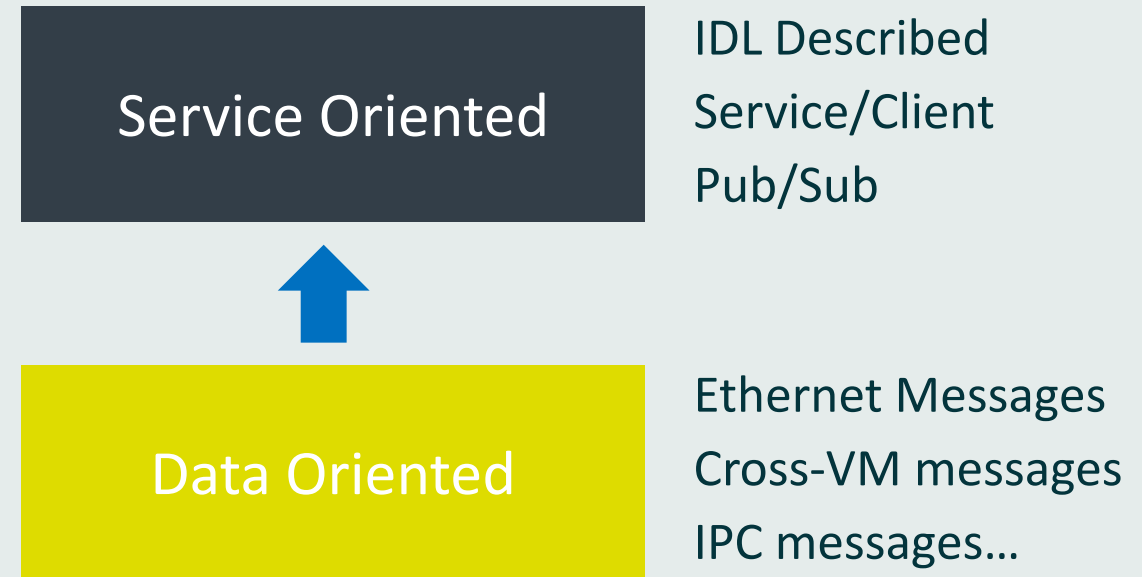 Service Oriented
IDL Described
Service/Client
Pub/Sub
Data Oriented
Ethernet Messages
Cross-VM messages
IPC messages…